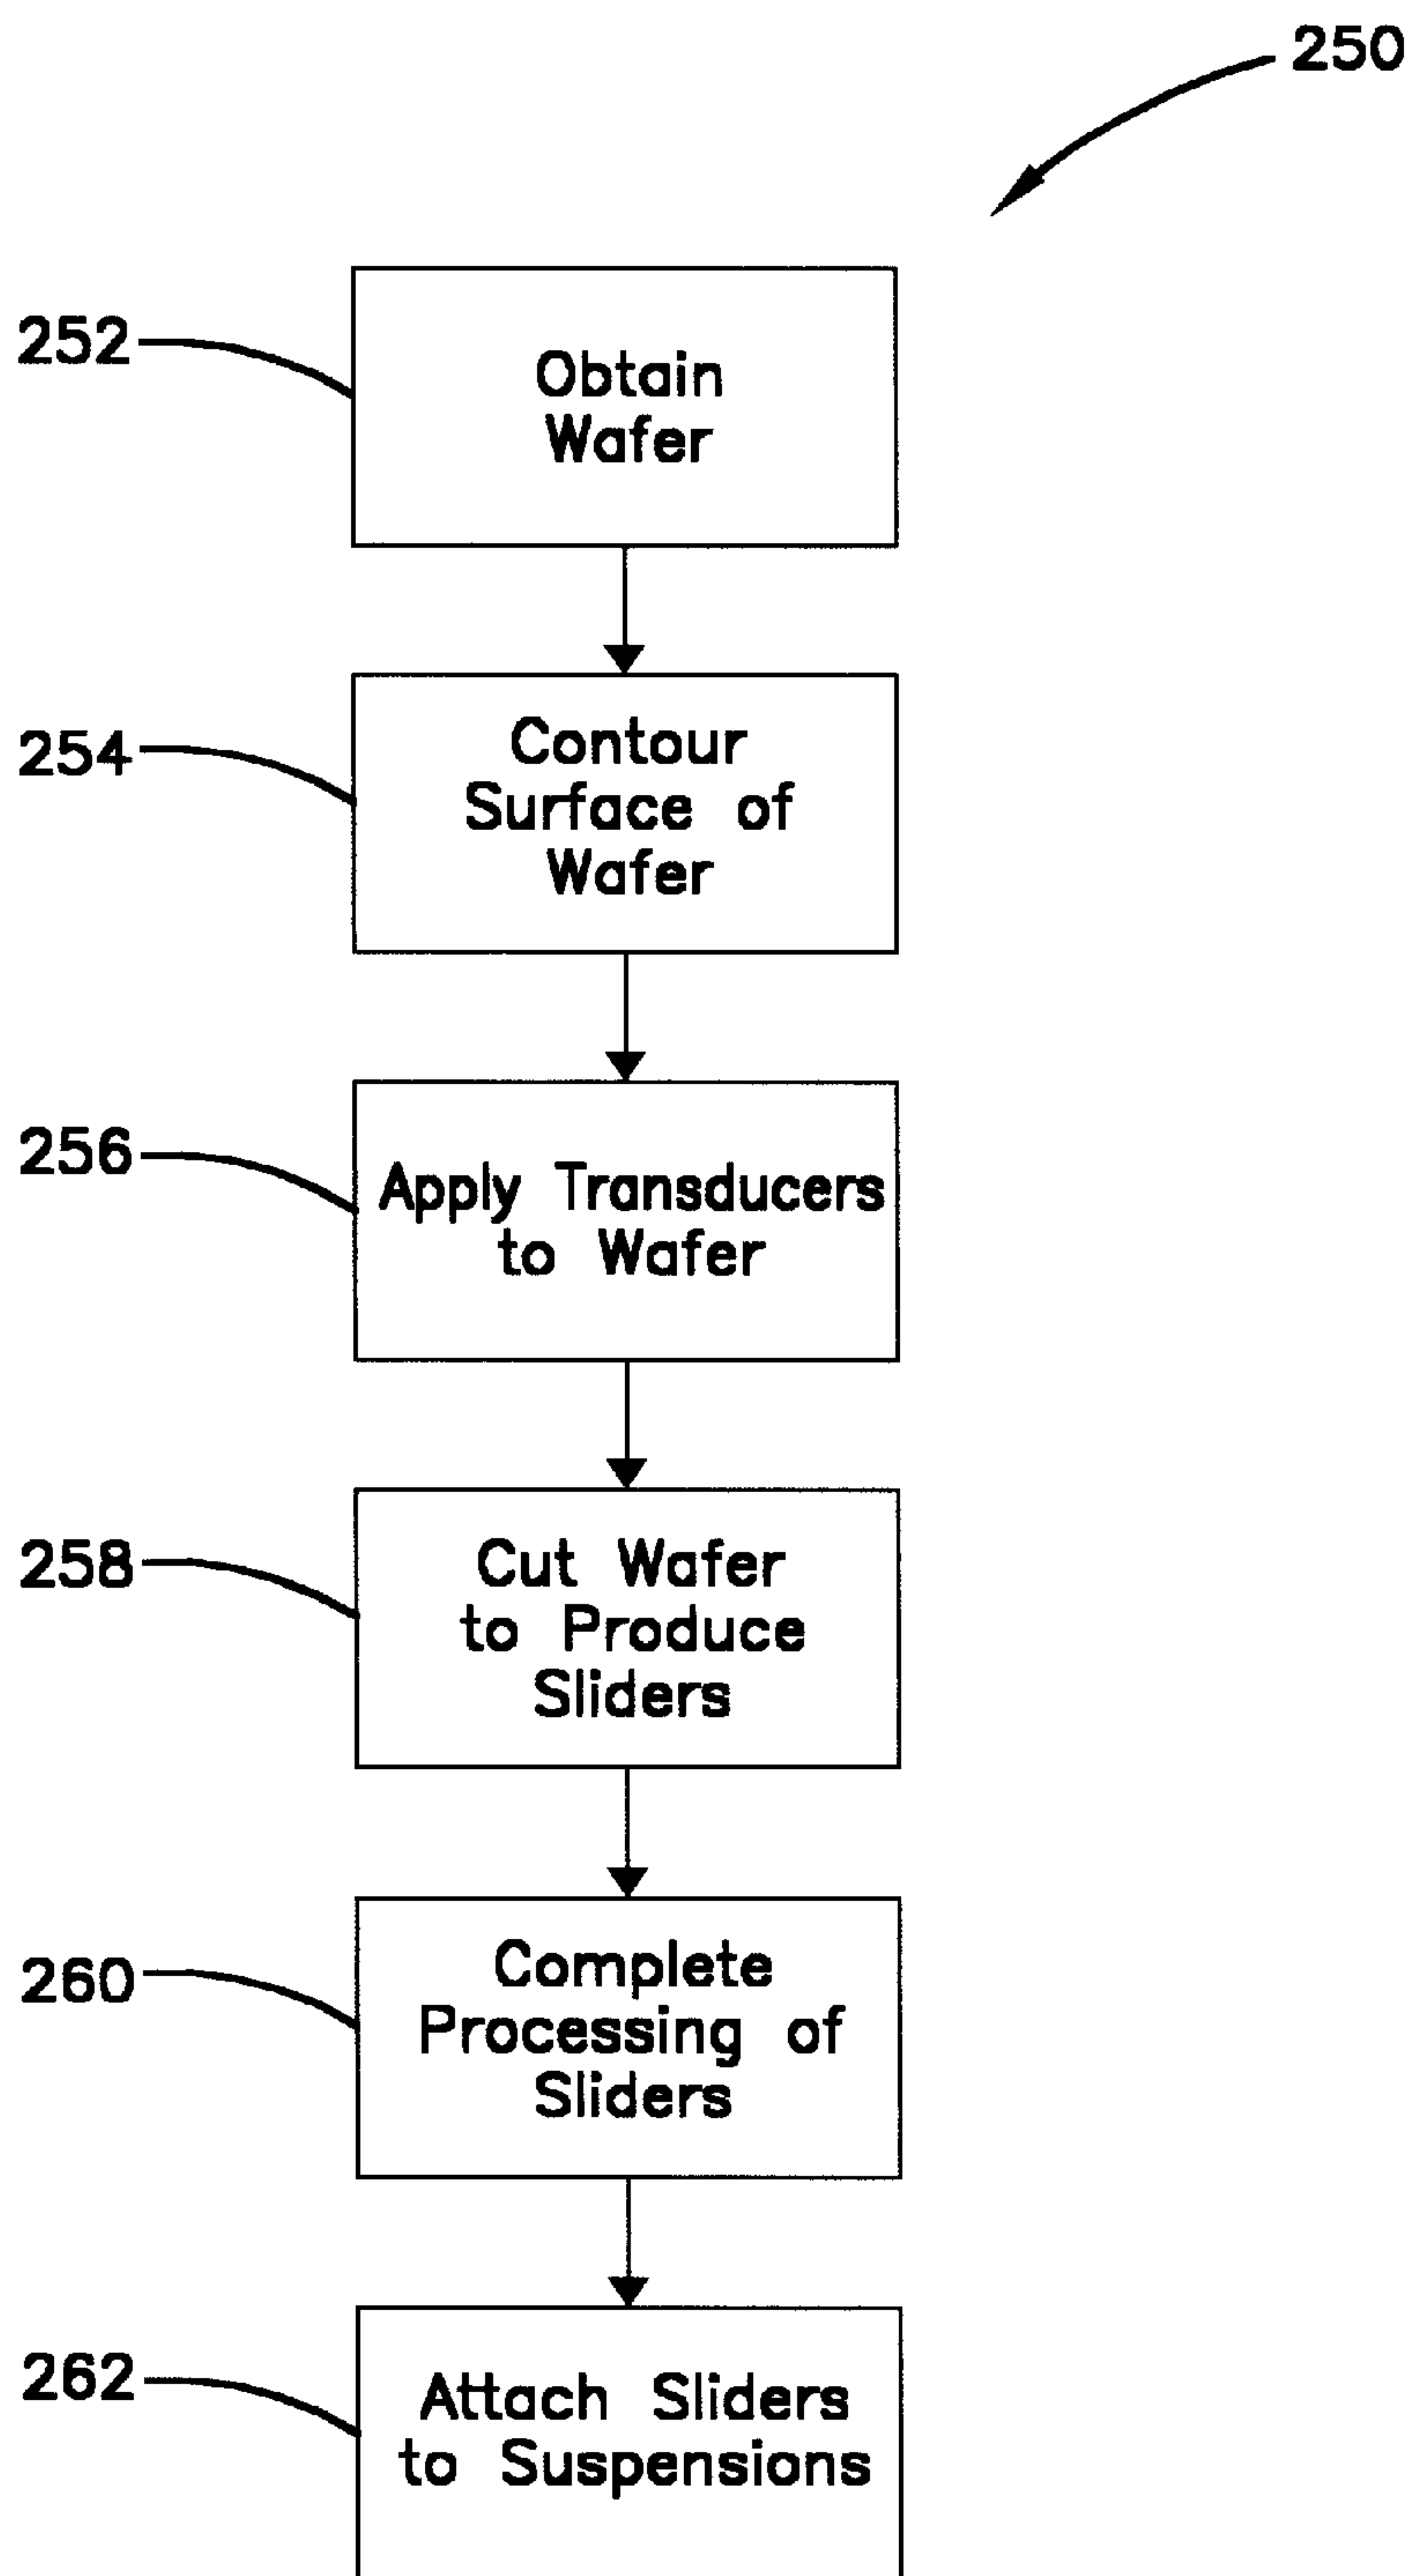 250
252
Obtain
Wafer
254
Contour
Surface of
Wafer
256
Apply Transducers
to Wafer
258
Cut Wafer
to Produce
Sliders
260
Complete
Processing of
Sliders
262
Attach Sliders
to Suspensions